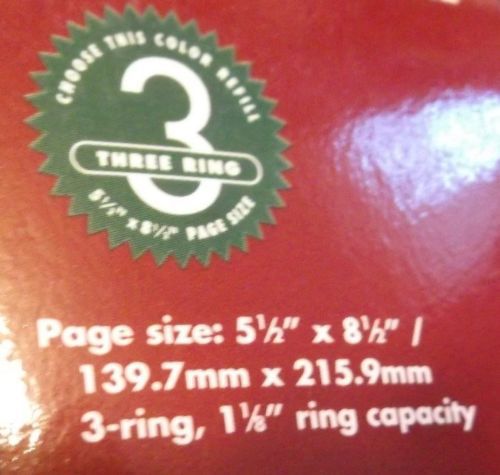 CHOOSE THIS COLOR REFILL
3
THREE RING
5½" x 8½" PAGE SIZE
Page size: 5½" x 8½" /
139.7mm x 215.9mm
3-ring, 1⅛" ring capacity